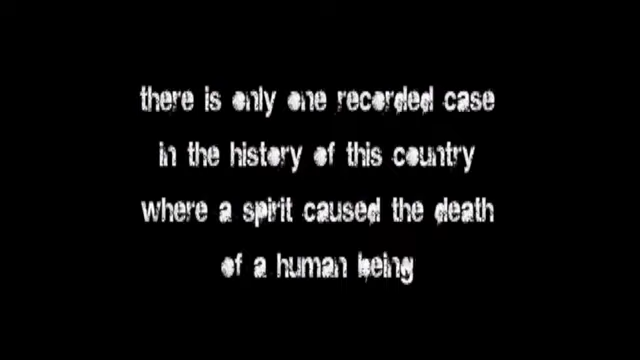 there is only one recorded case
in the history of this country
where a spirit caused the death
of a human being